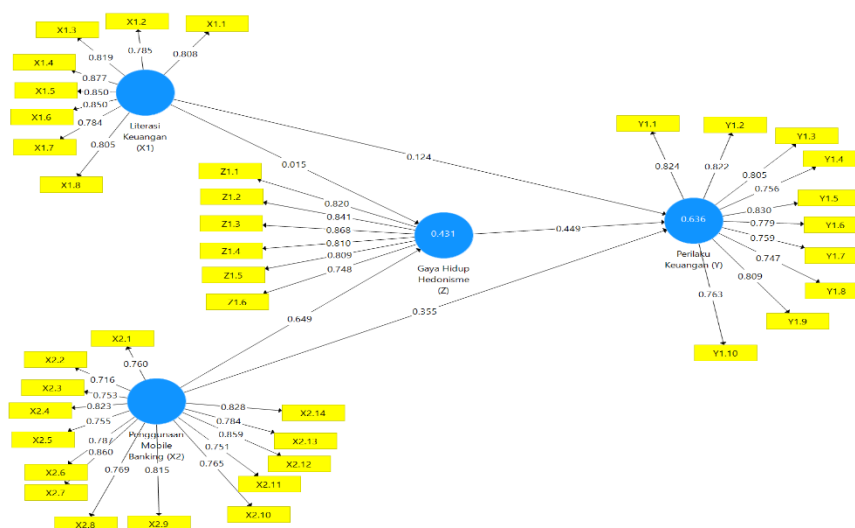 X1.3
X1.2
X1.1
X1.4
X1.5
X1.6
X1.7
X1.8
0.819
0.785
0.808
0.877
0.850
0.850
0.784
0.805
Literasi
Keuangan
(X1)
0.015
0.124
Z1.1
Z1.2
Z1.3
Z1.4
Z1.5
Z1.6
0.820
0.841
0.868
0.810
0.809
0.748
0.431
Gaya Hidup
Hedonisme
(Z)
0.449
0.649
0.355
Y1.1
Y1.2
Y1.3
Y1.4
Y1.5
Y1.6
Y1.7
Y1.8
Y1.9
Y1.10
0.824
0.822
0.805
0.756
0.830
0.779
0.759
0.747
0.809
0.763
0.636
Perilaku
Keuangan (Y)
X2.1
X2.2
X2.3
X2.4
X2.5
X2.6
X2.7
X2.8
X2.9
X2.10
X2.11
X2.12
X2.13
X2.14
0.760
0.716
0.753
0.823
0.755
0.787
0.860
0.769
0.815
0.765
0.751
0.859
0.784
0.828
Penggunaan
Mobile
Banking (X2)